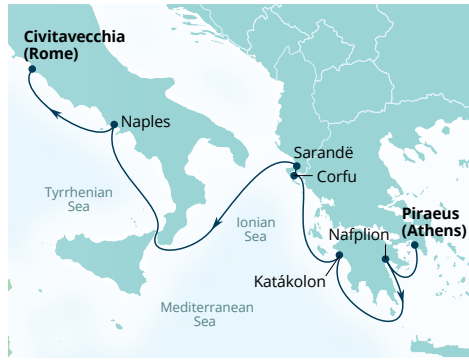 Civitavecchia
(Rome)
Naples
Sarandë
Corfu
Tyrrhenian
Sea
Ionian
Sea
Piraeus
(Athens)
Nafplion
Katákolon
Mediterranean
Sea